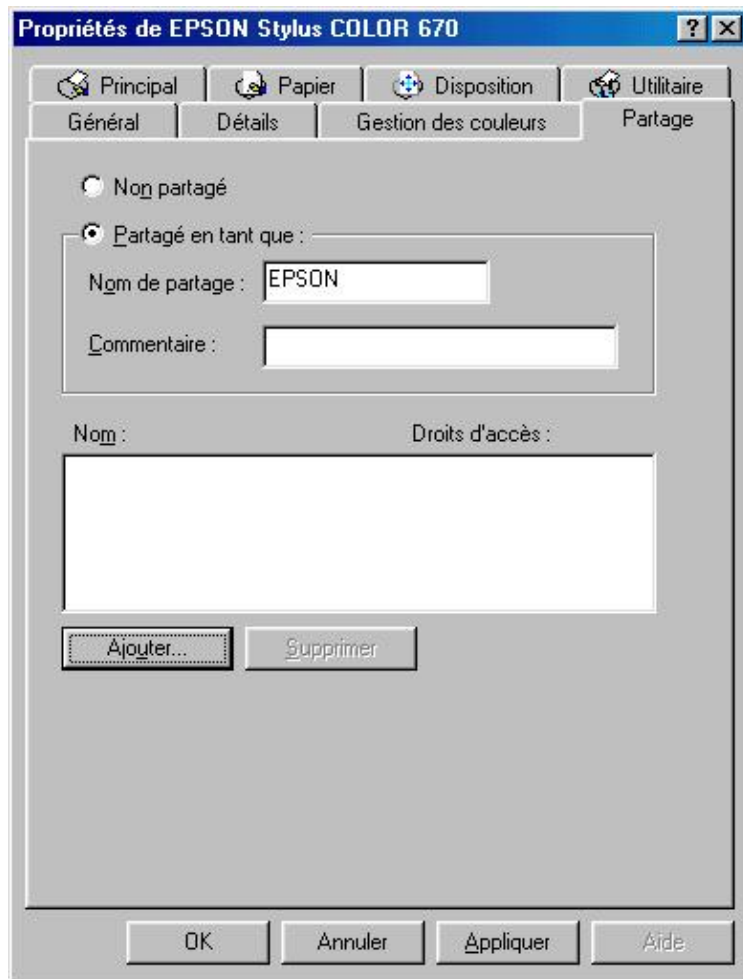 Propriétés de EPSON Stylus COLOR 670
Principal Papier Disposition Utilitaire
Général Détails Gestion des couleurs Partage
Non partagé
Partagé en tant que :
Nom de partage : EPSON
Commentaire :
Nom : Droits d'accès :
Ajouter... Supprimer
OK Annuler Appliquer Aide